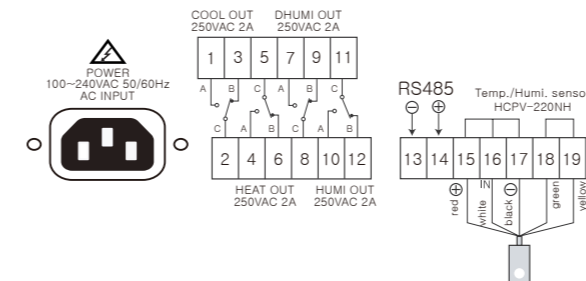 COOL OUT
250VAC 2A
DHUMI OUT
250VAC 2A
1 3 5 7 9 11
A B C A B C
C A B C A B
2 4 6 8 10 12
HEAT OUT
250VAC 2A
HUMI OUT
250VAC 2A
POWER
100~240VAC 50/60Hz
AC INPUT
RS485
⊖ ⊕
Temp./Humi. senso
HCPV-220NH
13 14 15 16 17 18 19
⊕ IN ⊖
red
white
black
green
yellow